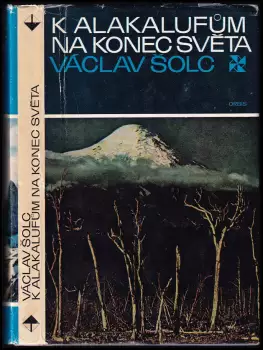 K ALAKALUFŮM
NA KONEC SVĚTA
VÁCLAV ŠOLC
ORBIS
VÁCLAV ŠOLC
K ALAKALUFŮM NA KONEC SVĚTA